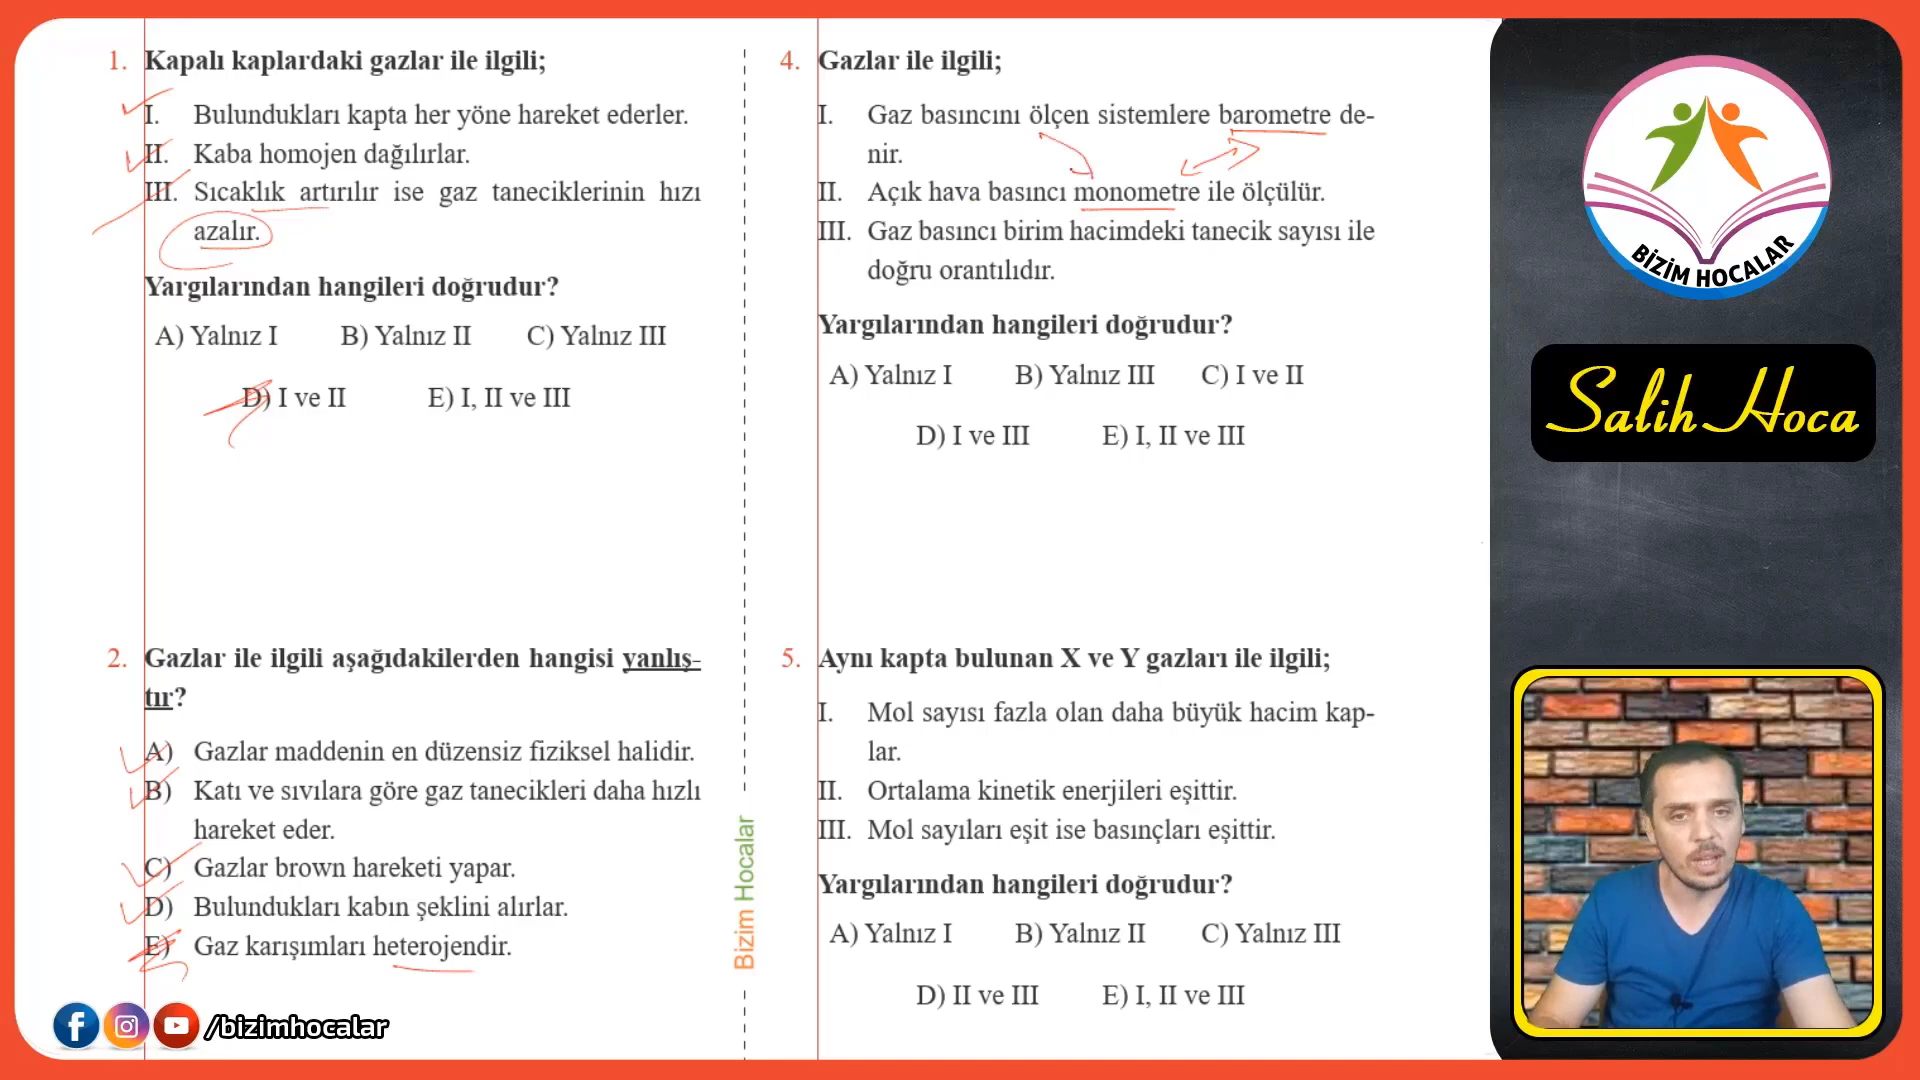 1. Kapalı kaplardaki gazlar ile ilgili;
I. Bulundukları kapta her yöne hareket ederler.
II. Kaba homojen dağılırlar.
III. Sıcaklık artırılır ise gaz taneciklerinin hızı
azalır.
Yargılarından hangileri doğrudur?
A) Yalnız I B) Yalnız II C) Yalnız III
D) I ve II E) I, II ve III
2. Gazlar ile ilgili aşağıdakilerden hangisi yanlış-
tır?
A) Gazlar maddenin en düzensiz fiziksel halidir.
B) Katı ve sıvılara göre gaz tanecikleri daha hızlı
hareket eder.
C) Gazlar brown hareketi yapar.
D) Bulundukları kabın şeklini alırlar.
E) Gaz karışımları heterojendir.
/bizimhocalar
Bizim Hocalar
4. Gazlar ile ilgili;
I. Gaz basıncını ölçen sistemlere barometre de-
nir.
II. Açık hava basıncı monometre ile ölçülür.
III. Gaz basıncı birim hacimdeki tanecik sayısı ile
doğru orantılıdır.
Yargılarından hangileri doğrudur?
A) Yalnız I B) Yalnız III C) I ve II
D) I ve III E) I, II ve III
5. Aynı kapta bulunan X ve Y gazları ile ilgili;
I. Mol sayısı fazla olan daha büyük hacim kap-
lar.
II. Ortalama kinetik enerjileri eşittir.
III. Mol sayıları eşit ise basınçları eşittir.
Yargılarından hangileri doğrudur?
A) Yalnız I B) Yalnız II C) Yalnız III
D) II ve III E) I, II ve III
BİZİM HOCALAR
Salih Hoca